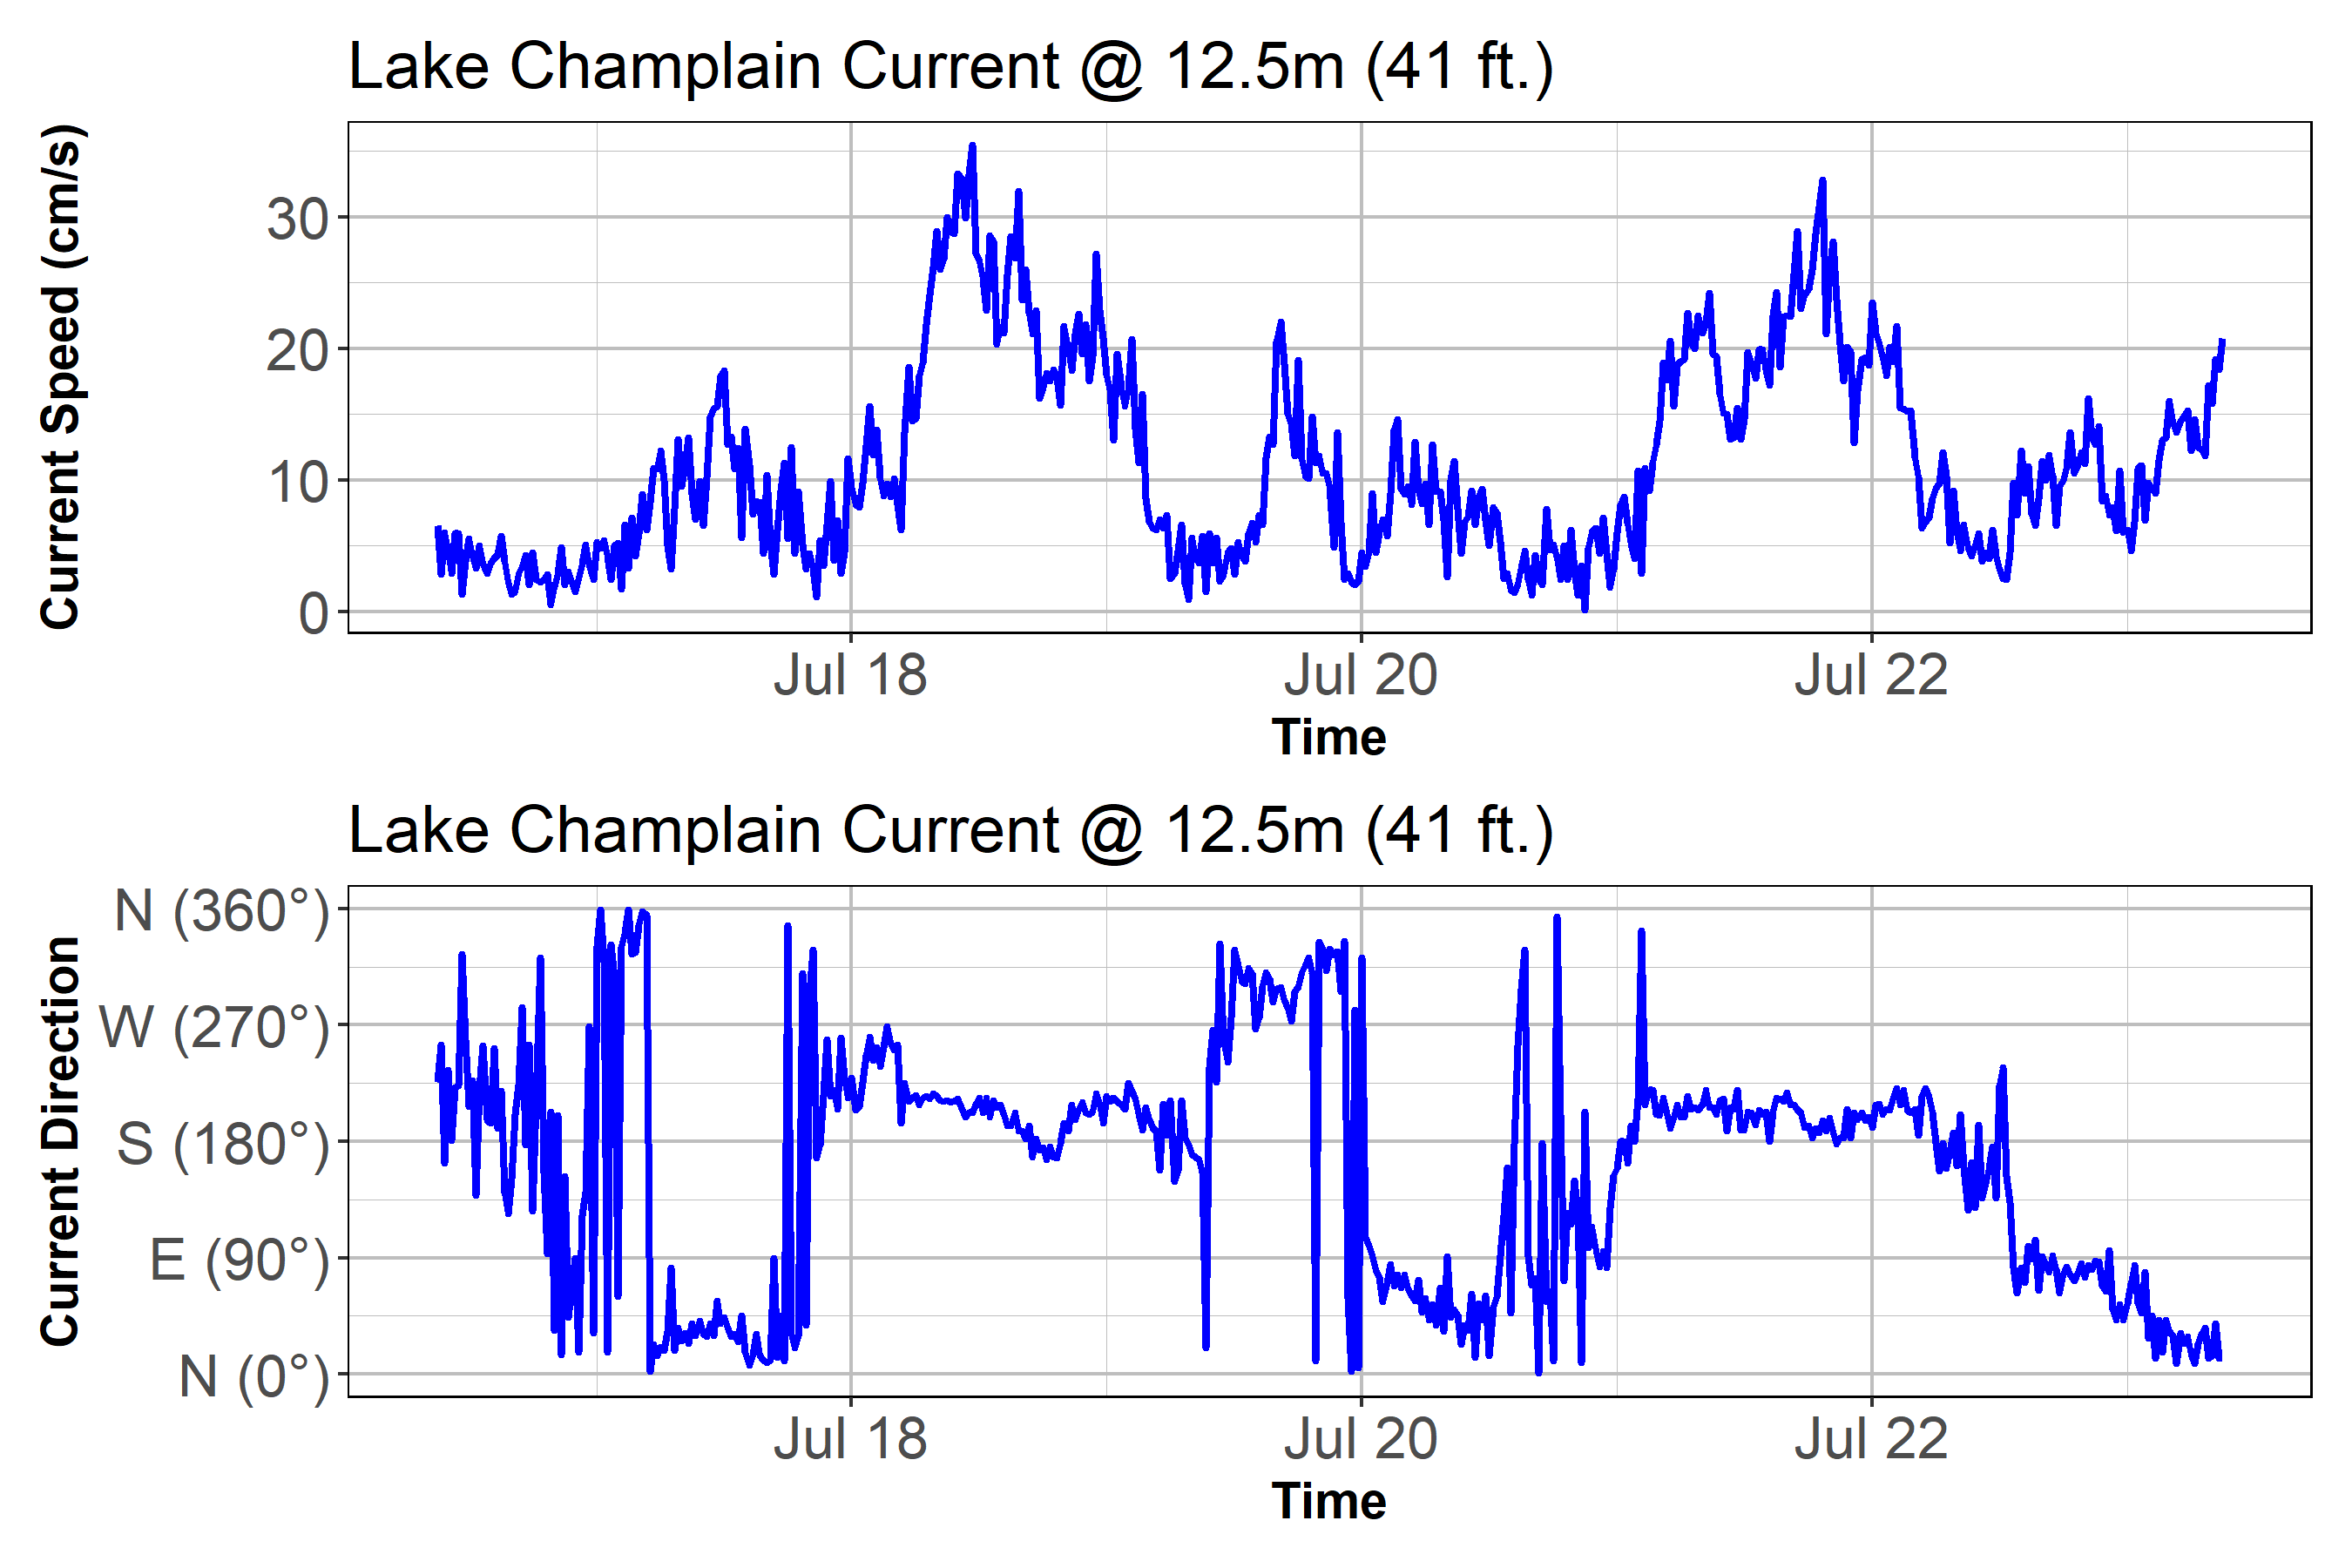 Lake Champlain Current @ 12.5m (41 ft.)
Current Speed (cm/s)
30
20
10
0
Jul 18 Jul 20 Jul 22
Time
Lake Champlain Current @ 12.5m (41 ft.)
Current Direction
N (360°)
W (270°)
S (180°)
E (90°)
N (0°)
Jul 18 Jul 20 Jul 22
Time